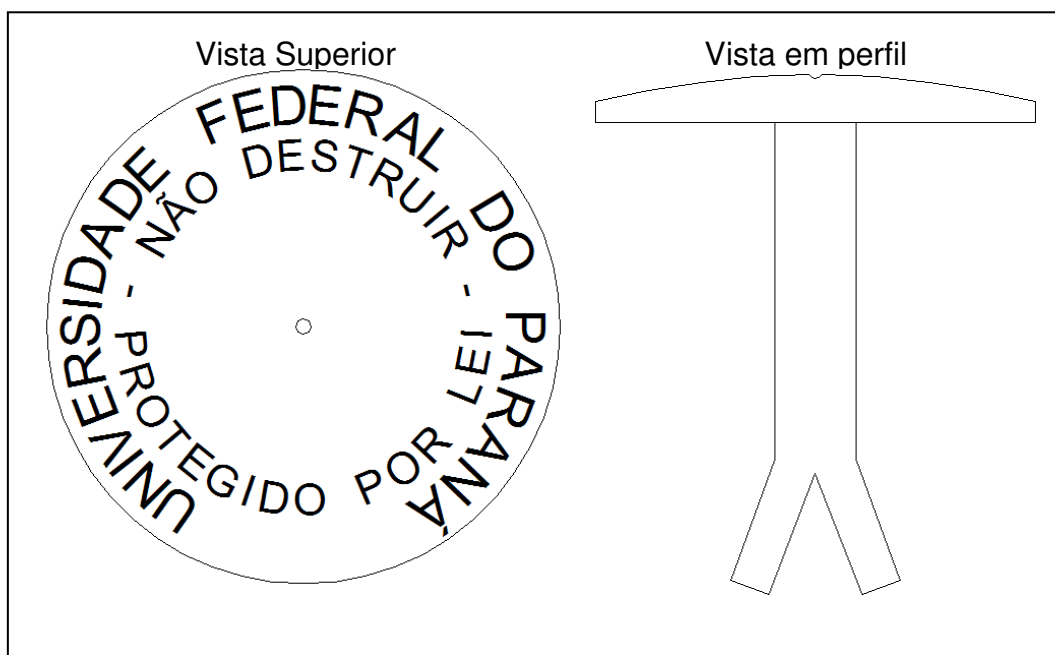 Vista Superior
Vista em perfil
UNIVERSIDADE FEDERAL DO PARANÁ
- NÃO DESTRUIR -
PROTEGIDO POR LEI